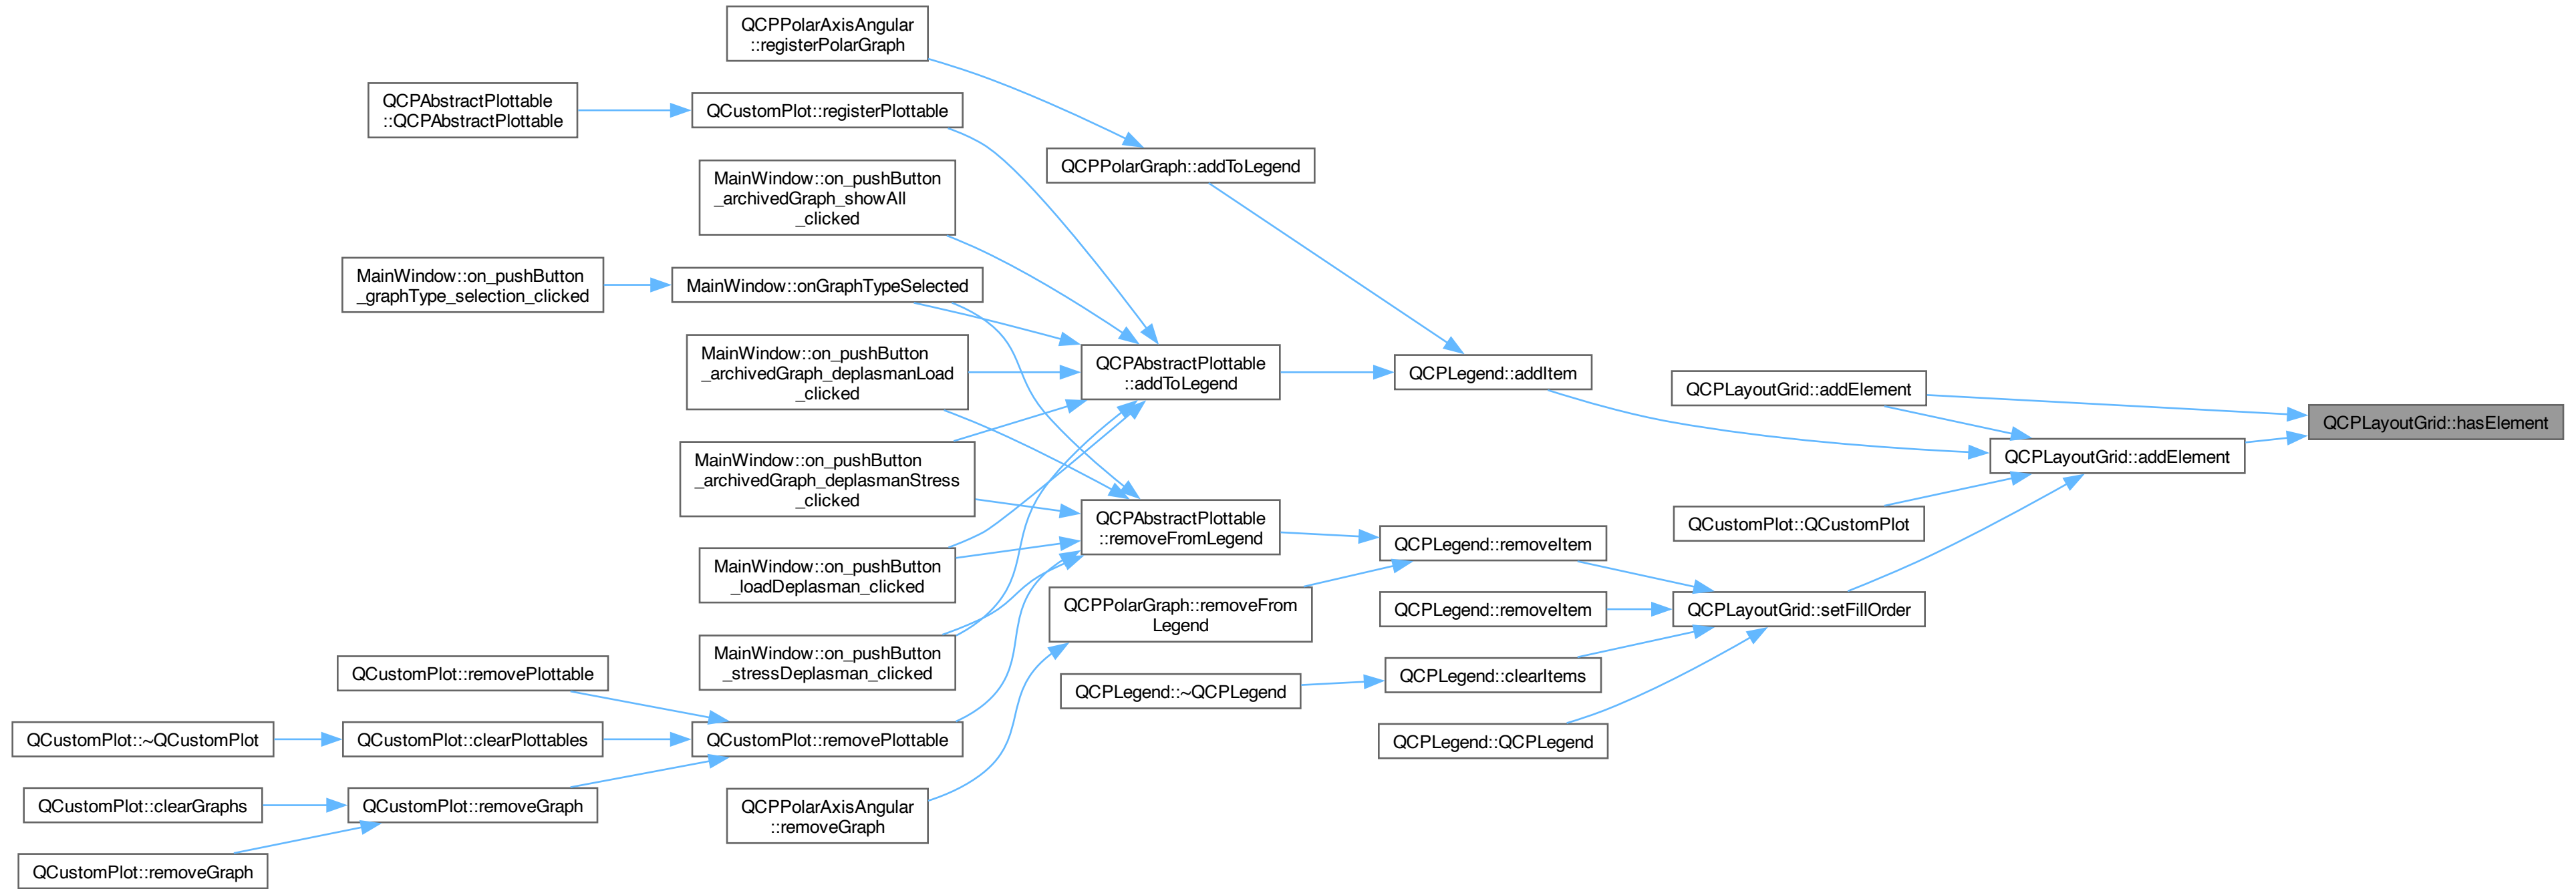 QCPPolarAxisAngular
::registerPolarGraph
QCPAbstractPlottable
::QCPAbstractPlottable
QCustomPlot::registerPlottable
QCPPolarGraph::addToLegend
MainWindow::on_pushButton
_archivedGraph_showAll
_clicked
MainWindow::on_pushButton
_graphType_selection_clicked
MainWindow::onGraphTypeSelected
MainWindow::on_pushButton
_archivedGraph_deplasmanLoad
_clicked
QCPAbstractPlottable
::addToLegend
QCPLegend::addItem
QCPLayoutGrid::addElement
QCPLayoutGrid::hasElement
QCPLayoutGrid::addElement
MainWindow::on_pushButton
_archivedGraph_deplasmanStress
_clicked
QCPAbstractPlottable
::removeFromLegend
QCustomPlot::QCustomPlot
QCPLegend::removeItem
MainWindow::on_pushButton
_loadDeplasman_clicked
QCPPolarGraph::removeFrom
Legend
QCPLegend::removeItem
QCPLayoutGrid::setFillOrder
MainWindow::on_pushButton
_stressDeplasman_clicked
QCustomPlot::removePlottable
QCPLegend::~QCPLegend
QCPLegend::clearItems
QCustomPlot::~QCustomPlot
QCustomPlot::clearPlottables
QCustomPlot::removePlottable
QCPLegend::QCPLegend
QCustomPlot::clearGraphs
QCustomPlot::removeGraph
QCPPolarAxisAngular
::removeGraph
QCustomPlot::removeGraph